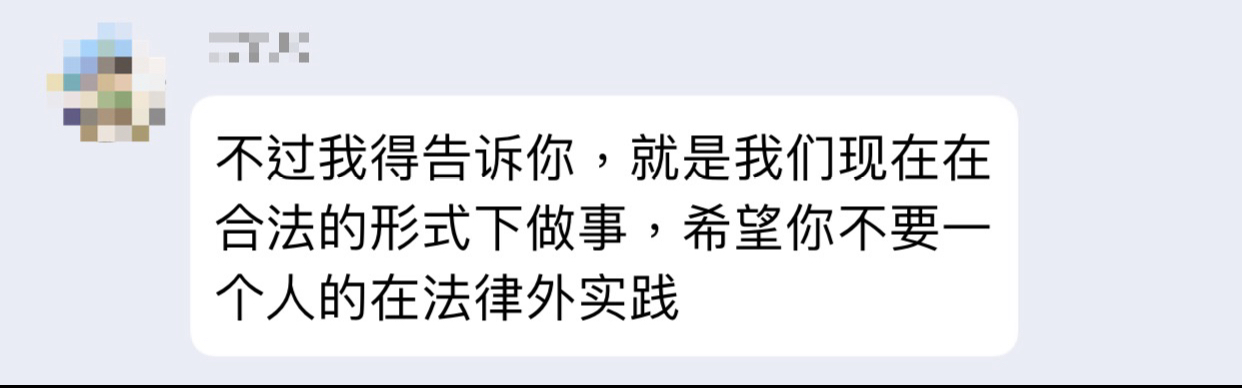 不过我得告诉你，就是我们现在在
合法的形式下做事，希望你不要一
个人的在法律外实践